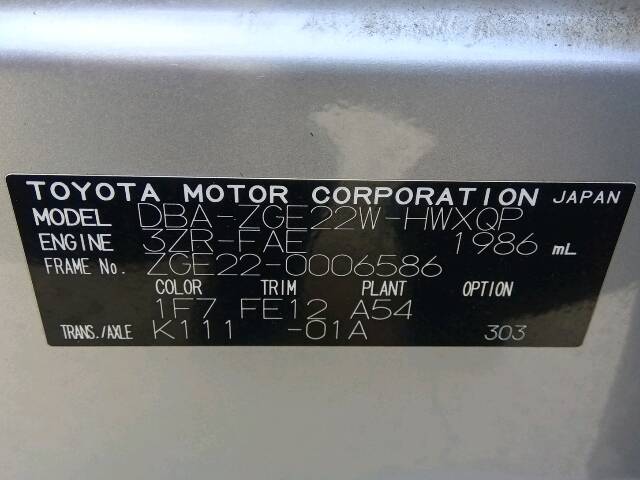 TOYOTA MOTOR CORPORATION JAPAN
MODEL DBA-ZGE22W-HWXQP
ENGINE 3ZR-FAE 1986 mL
FRAME No. ZGE22-0006586
COLOR TRIM PLANT OPTION
1F7 FE12 A54
TRANS./AXLE K111 -01A 303